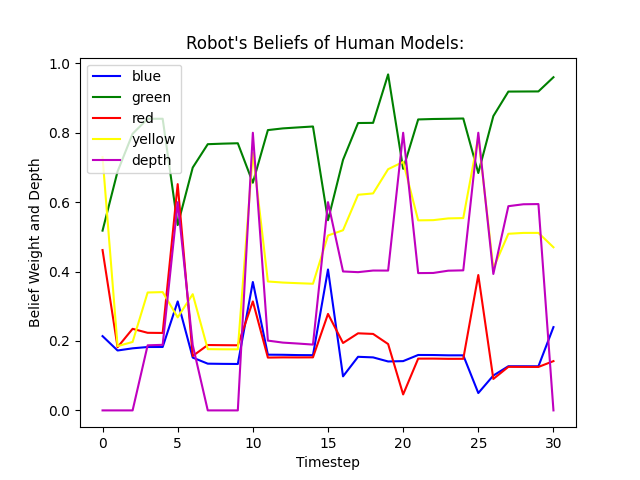 Robot's Beliefs of Human Models:
1.0
0.8
0.6
0.4
0.2
0.0
Belief Weight and Depth
blue
green
red
yellow
depth
0 5 10 15 20 25 30
Timestep